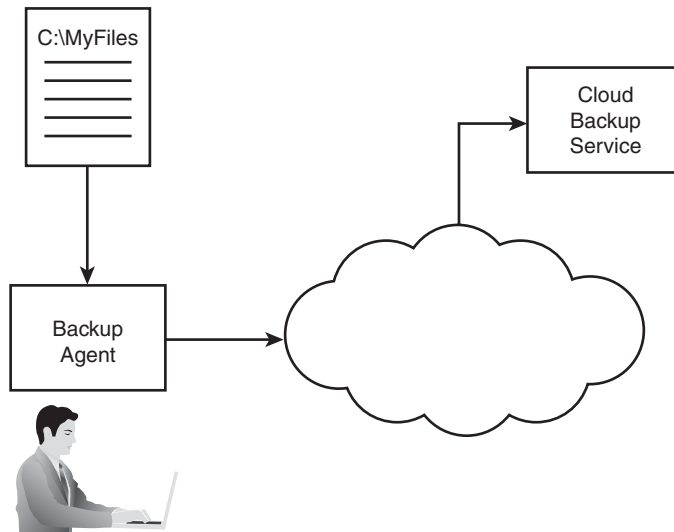 C:\MyFiles
Cloud
Backup
Service
Backup
Agent